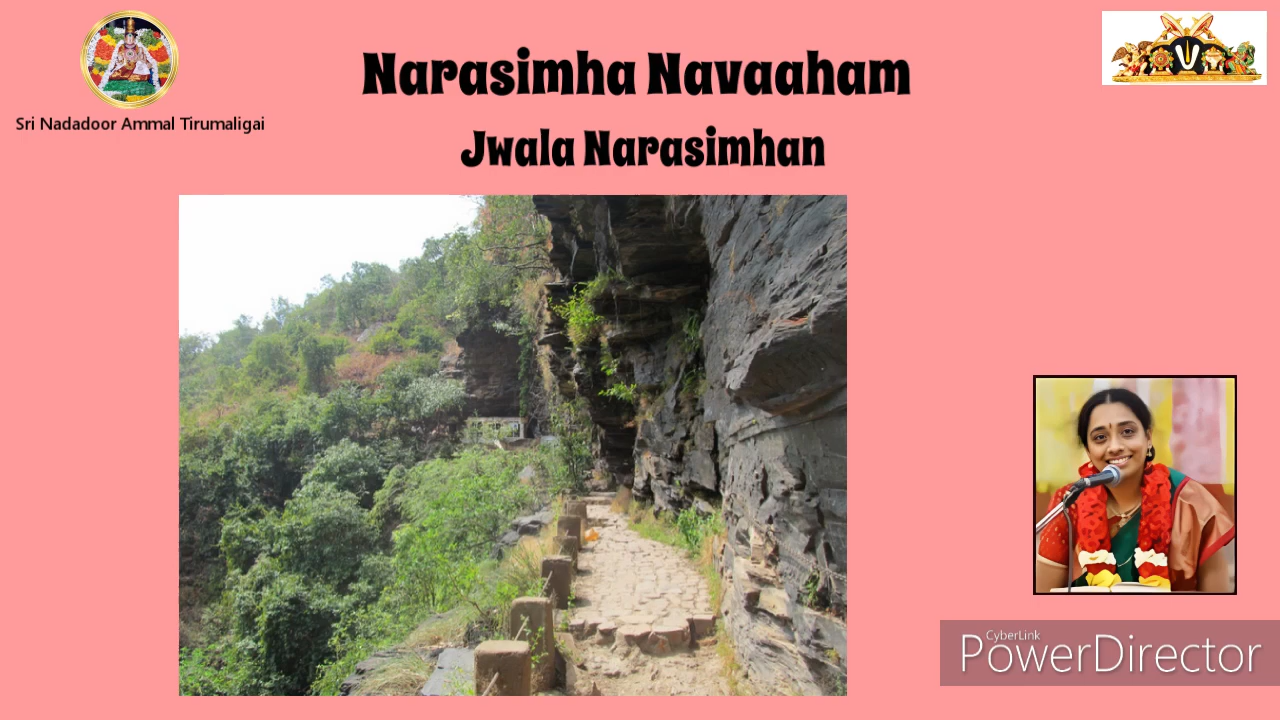 Narasimha Navaaham
Sri Nadadoor Ammal Tirumaligai
Jwala Narasimhan
CyberLink
PowerDirector